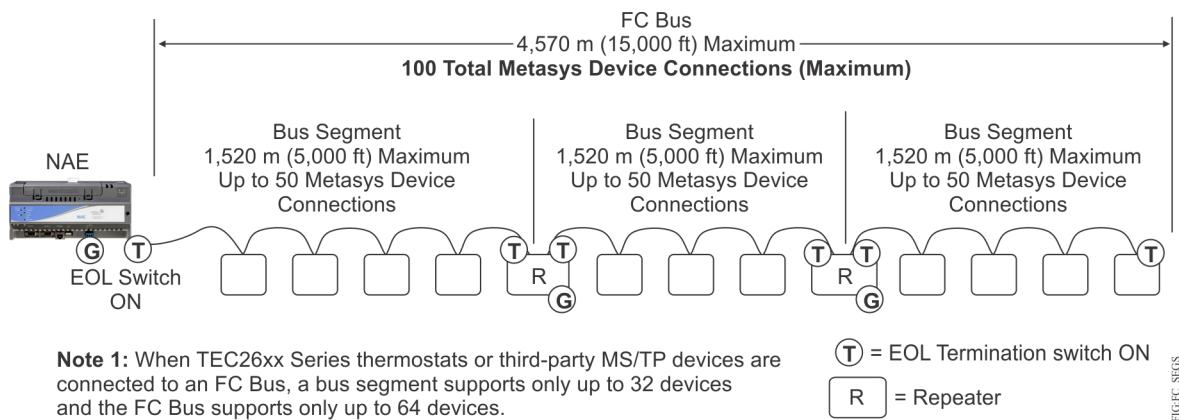 FC Bus
4,570 m (15,000 ft) Maximum
100 Total Metasys Device Connections (Maximum)
NAE
Bus Segment
1,520 m (5,000 ft) Maximum
Up to 50 Metasys Device
Connections
Bus Segment
1,520 m (5,000 ft) Maximum
Up to 50 Metasys Device
Connections
Bus Segment
1,520 m (5,000 ft) Maximum
Up to 50 Metasys Device
Connections
G
T
EOL Switch
ON
T
T
R
G
T
T
R
G
T
Note 1: When TEC26xx Series thermostats or third-party MS/TP devices are
connected to an FC Bus, a bus segment supports only up to 32 devices
and the FC Bus supports only up to 64 devices.
T = EOL Termination switch ON
R = Repeater
FIG:FC_SEGS